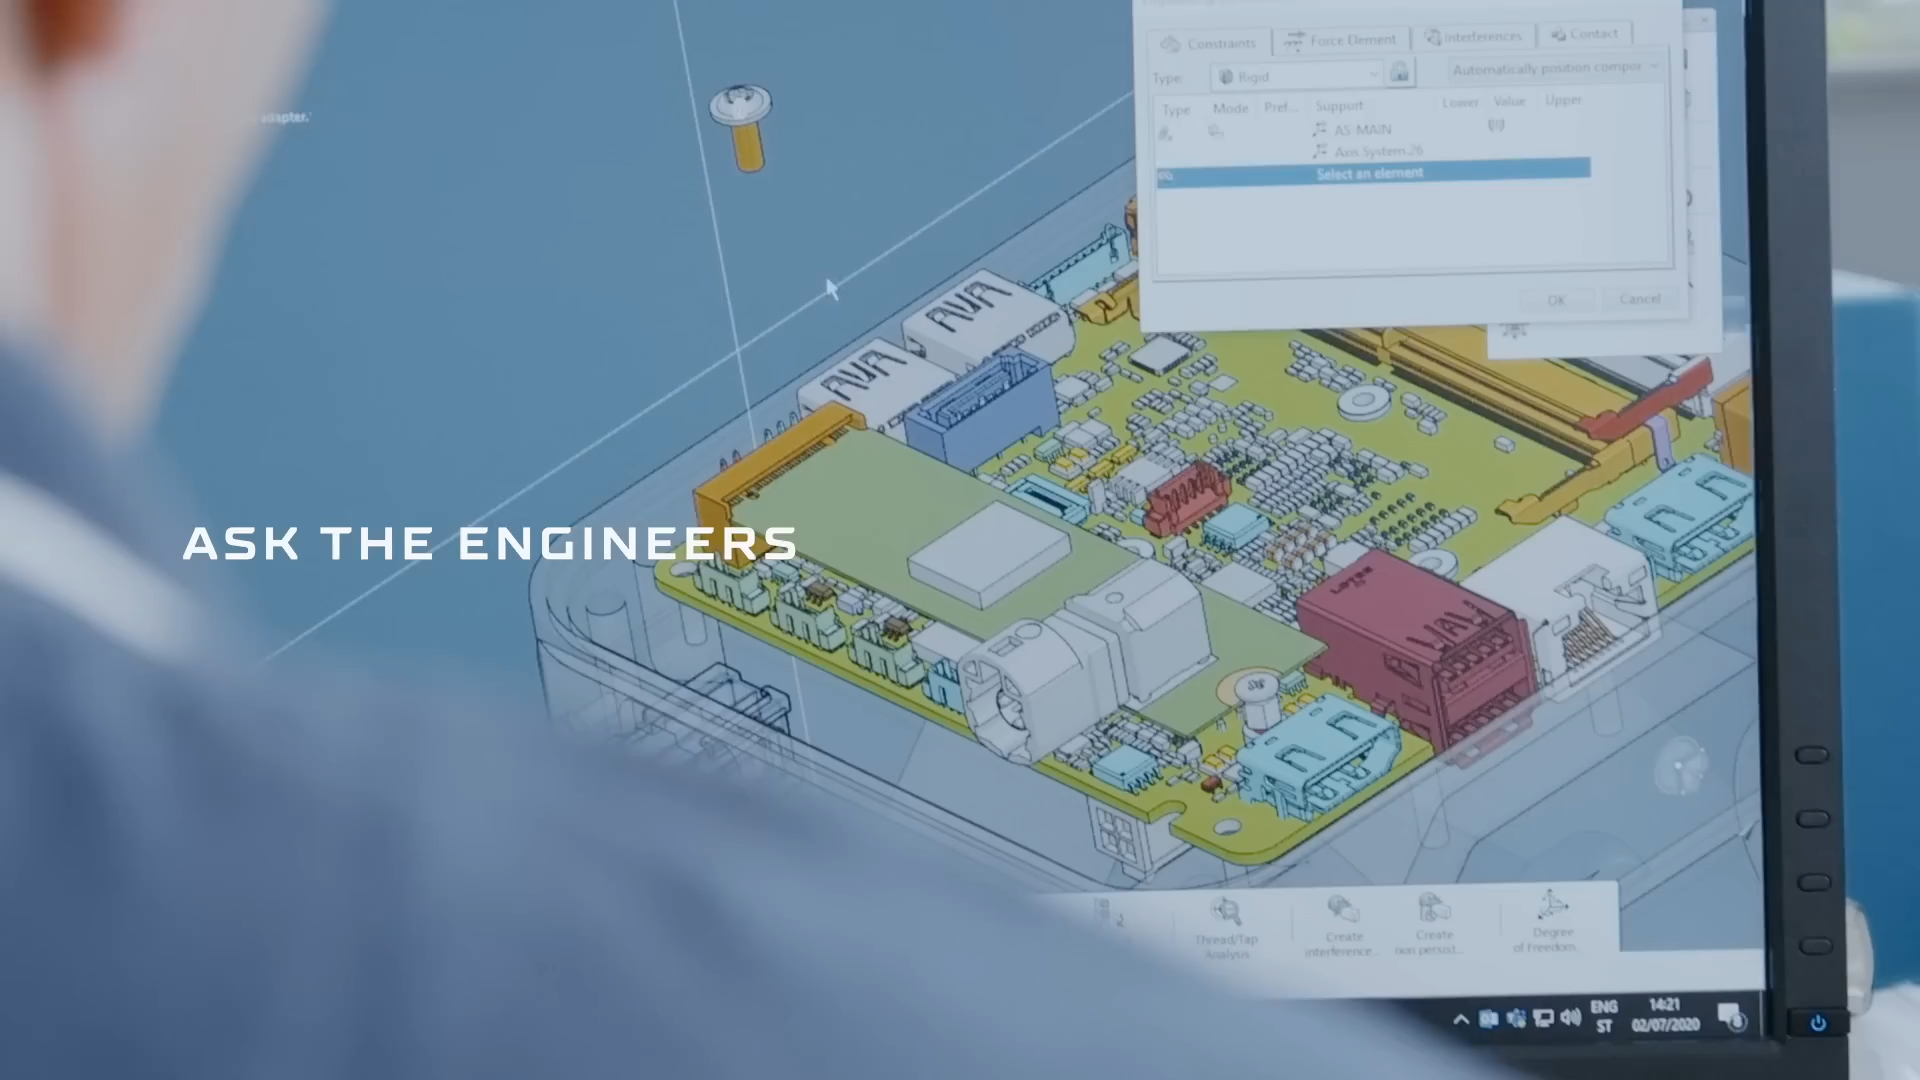 adapter.
Constraints
Force Element
Interferences
Contact
Type:
Rigid
Automatically position compor
Type Mode Pref... Support Lower Value Upper
AS-MAIN
Axis System.26
Select an element
OK
Cancel
ASK THE ENGINEERS
LOTES
Thread/Tap
Analysis
Create
interference...
Create
non persist...
Degree
of freedom...
ENG
ST
14:21
02/07/2020